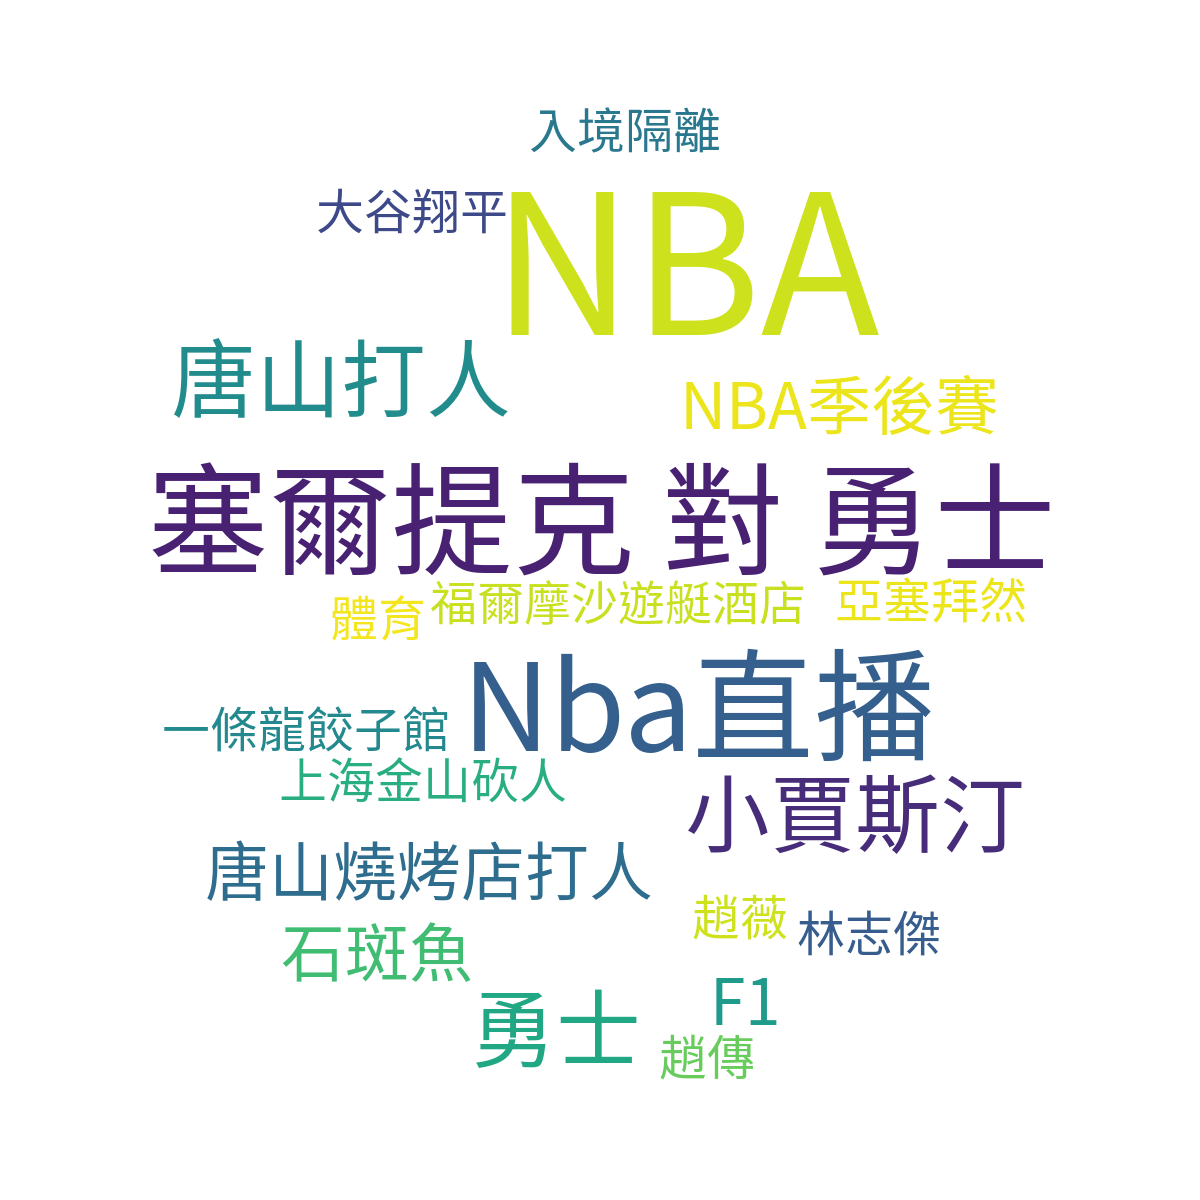 入境隔離
大谷翔平
NBA
唐山打人
NBA季後賽
塞爾提克 對 勇士
體育
福爾摩沙遊艇酒店
亞塞拜然
一條龍餃子館
Nba直播
上海金山砍人
小賈斯汀
唐山燒烤店打人
趙薇
林志傑
石斑魚
勇士
F1
趙傳